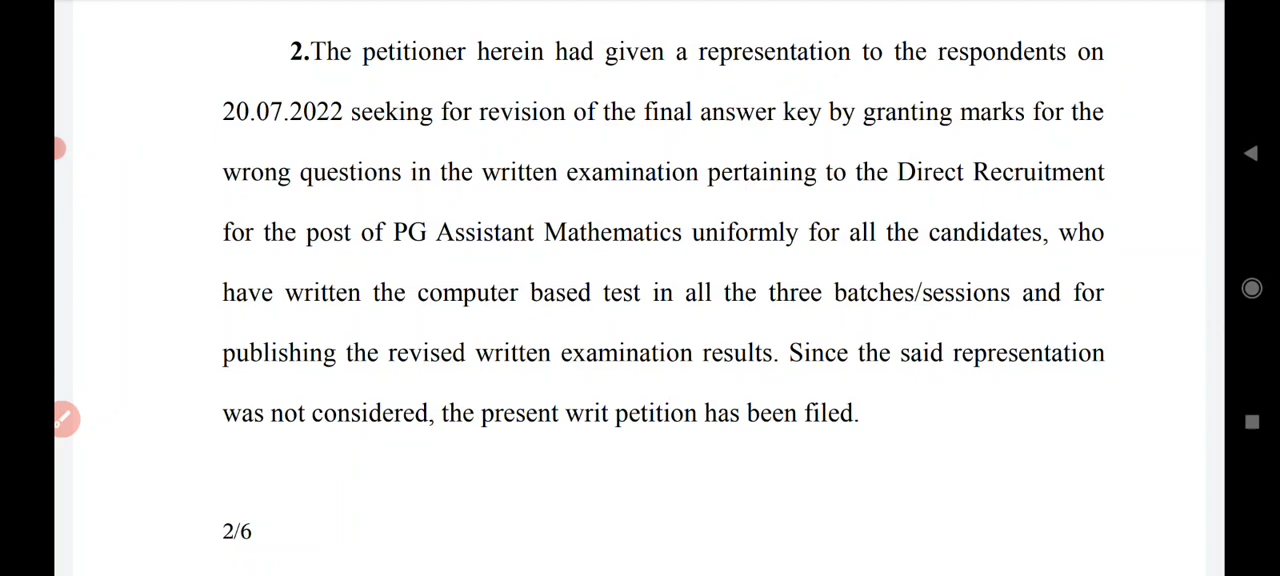 2.The petitioner herein had given a representation to the respondents on
20.07.2022 seeking for revision of the final answer key by granting marks for the
wrong questions in the written examination pertaining to the Direct Recruitment
for the post of PG Assistant Mathematics uniformly for all the candidates, who
have written the computer based test in all the three batches/sessions and for
publishing the revised written examination results. Since the said representation
was not considered, the present writ petition has been filed.
2/6